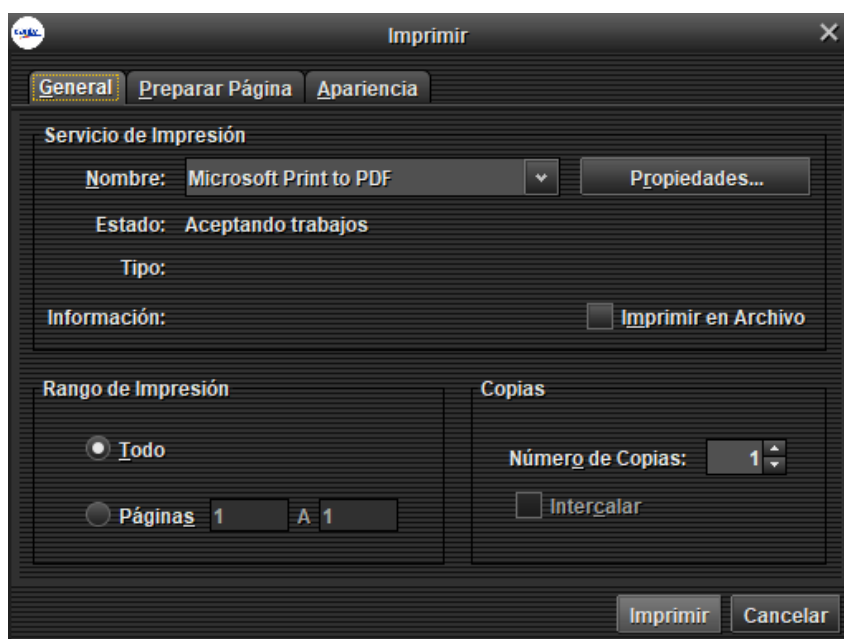 Imprimir
General Preparar Página Apariencia
Servicio de Impresión
Nombre: Microsoft Print to PDF Propiedades...
Estado: Aceptando trabajos
Tipo:
Información: Imprimir en Archivo
Rango de Impresión Copias
Todo
Número de Copias: 1
Páginas 1 A 1
Intercalar
Imprimir Cancelar